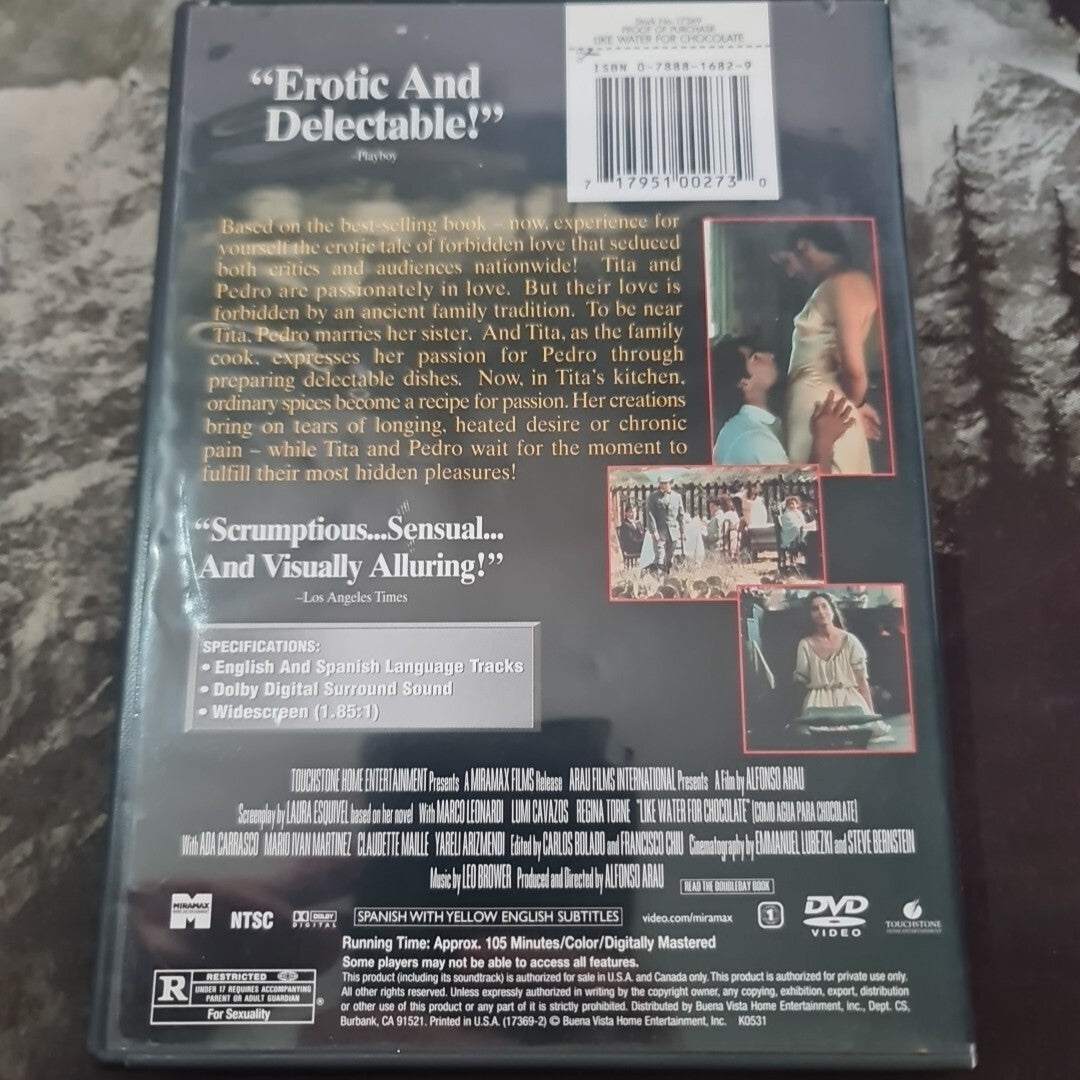 Stock No. 17369
PROOF OF PURCHASE
LIKE WATER FOR CHOCOLATE
ISBN 0-7888-1682-9
7 17951 00273 0
“Erotic And
Delectable!”
–Playboy
Based on the best-selling book – now, experience for
yourself the erotic tale of forbidden love that seduced
both critics and audiences nationwide! Tita and
Pedro are passionately in love. But their love is
forbidden by an ancient family tradition. To be near
Tita, Pedro marries her sister. And Tita, as the family
cook, expresses her passion for Pedro through
preparing delectable dishes. Now, in Tita’s kitchen,
ordinary spices become a recipe for passion. Her creations
bring on tears of longing, heated desire or chronic
pain – while Tita and Pedro wait for the moment to
fulfill their most hidden pleasures!
“Scrumptious...Sensual...
And Visually Alluring!”
–Los Angeles Times
SPECIFICATIONS:
• English And Spanish Language Tracks
• Dolby Digital Surround Sound
• Widescreen (1.85:1)
TOUCHSTONE HOME ENTERTAINMENT Presents A MIRAMAX FILMS Release ARAU FILMS INTERNATIONAL Presents A Film by ALFONSO ARAU
Screenplay by LAURA ESQUIVEL based on her novel With MARCO LEONARDI LUMI CAVAZOS REGINA TORNE "LIKE WATER FOR CHOCOLATE" (COMO AGUA PARA CHOCOLATE)
With ADA CARRASCO MARIO IVAN MARTINEZ CLAUDETTE MAILLE YARELI ARIZMENDI Edited by CARLOS BOLADO and FRANCISCO CHIU Cinematography by EMMANUEL LUBEZKI and STEVE BERNSTEIN
Music by LEO BROWER Produced and Directed by ALFONSO ARAU
READ THE DOUBLEDAY BOOK
MIRAMAX
HOME ENTERTAINMENT
NTSC
DOLBY
DIGITAL
SPANISH WITH YELLOW ENGLISH SUBTITLES
video.com/miramax
1
DVD
VIDEO
TOUCHSTONE
HOME ENTERTAINMENT
Running Time: Approx. 105 Minutes/Color/Digitally Mastered
Some players may not be able to access all features.
R
RESTRICTED
UNDER 17 REQUIRES ACCOMPANYING
PARENT OR ADULT GUARDIAN
For Sexuality
®
This product (including its soundtrack) is authorized for sale in U.S.A. and Canada only. This product is authorized for private use only.
All other rights reserved. Unless expressly authorized in writing by the copyright owner, any copying, exhibition, export, distribution
or other use of this product or any part of it is strictly prohibited. Distributed by Buena Vista Home Entertainment, Inc., Dept. CS,
Burbank, CA 91521. Printed in U.S.A. (17369-2) © Buena Vista Home Entertainment, Inc. K0531